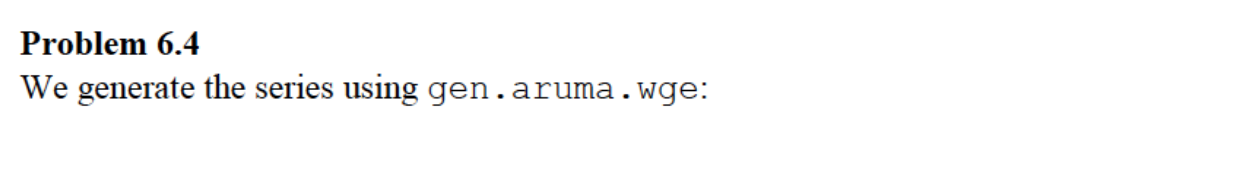 Problem 6.4
We generate the series using gen.aruma.wge: